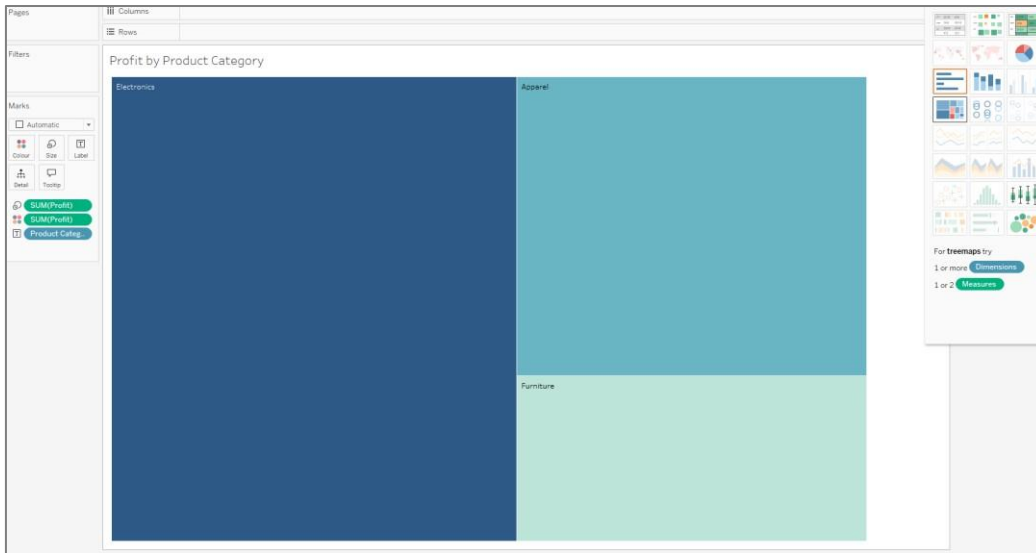 Pages
Columns
Rows
Filters
Profit by Product Category
Electronics
Apparel
Furniture
Marks
Automatic
Colour Size Label
Detail Tooltip
SUM(Profit)
SUM(Profit)
Product Categ..
For treemaps try
1 or more Dimensions
1 or 2 Measures